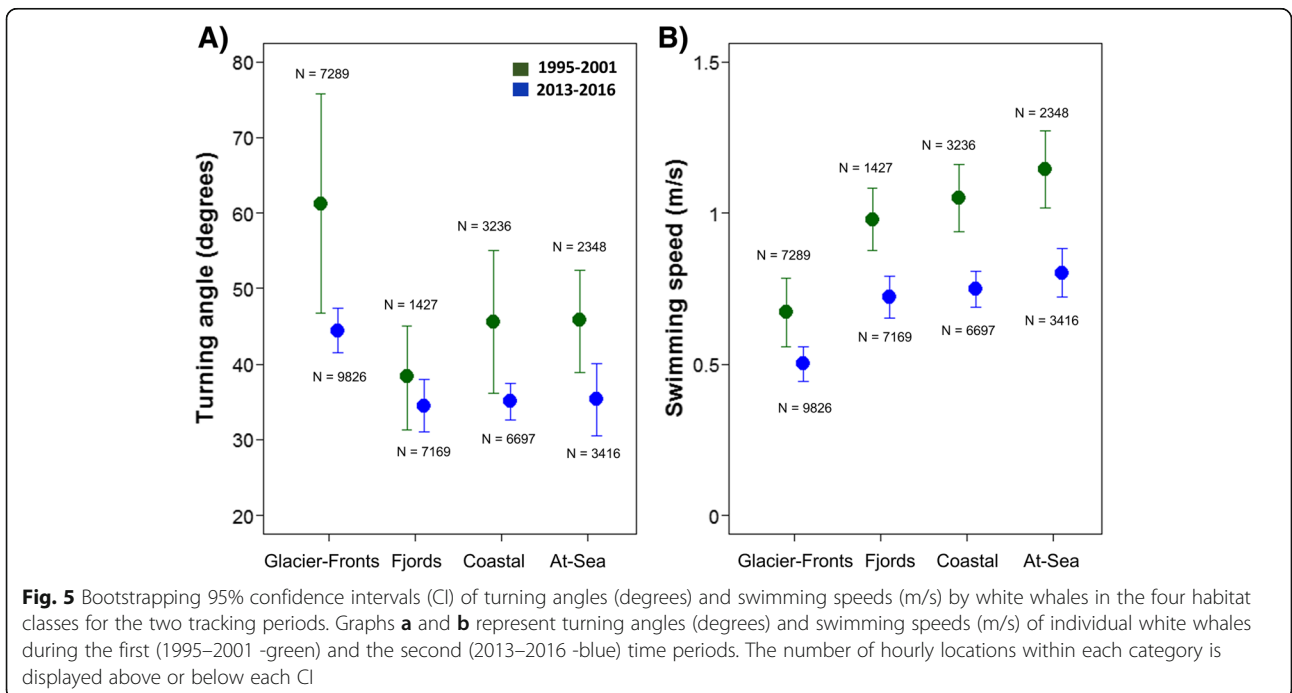 A)
80
70
60
50
40
30
20
Turning angle (degrees)
1995-2001
2013-2016
N = 7289
N = 9826
N = 1427
N = 7169
N = 3236
N = 6697
N = 2348
N = 3416
Glacier-Fronts Fjords Coastal At-Sea
B)
1.5
1
0.5
0
Swimming speed (m/s)
N = 7289
N = 9826
N = 1427
N = 7169
N = 3236
N = 6697
N = 2348
N = 3416
Glacier-Fronts Fjords Coastal At-Sea
Fig. 5 Bootstrapping 95% confidence intervals (CI) of turning angles (degrees) and swimming speeds (m/s) by white whales in the four habitat
classes for the two tracking periods. Graphs a and b represent turning angles (degrees) and swimming speeds (m/s) of individual white whales
during the first (1995–2001 -green) and the second (2013–2016 -blue) time periods. The number of hourly locations within each category is
displayed above or below each CI